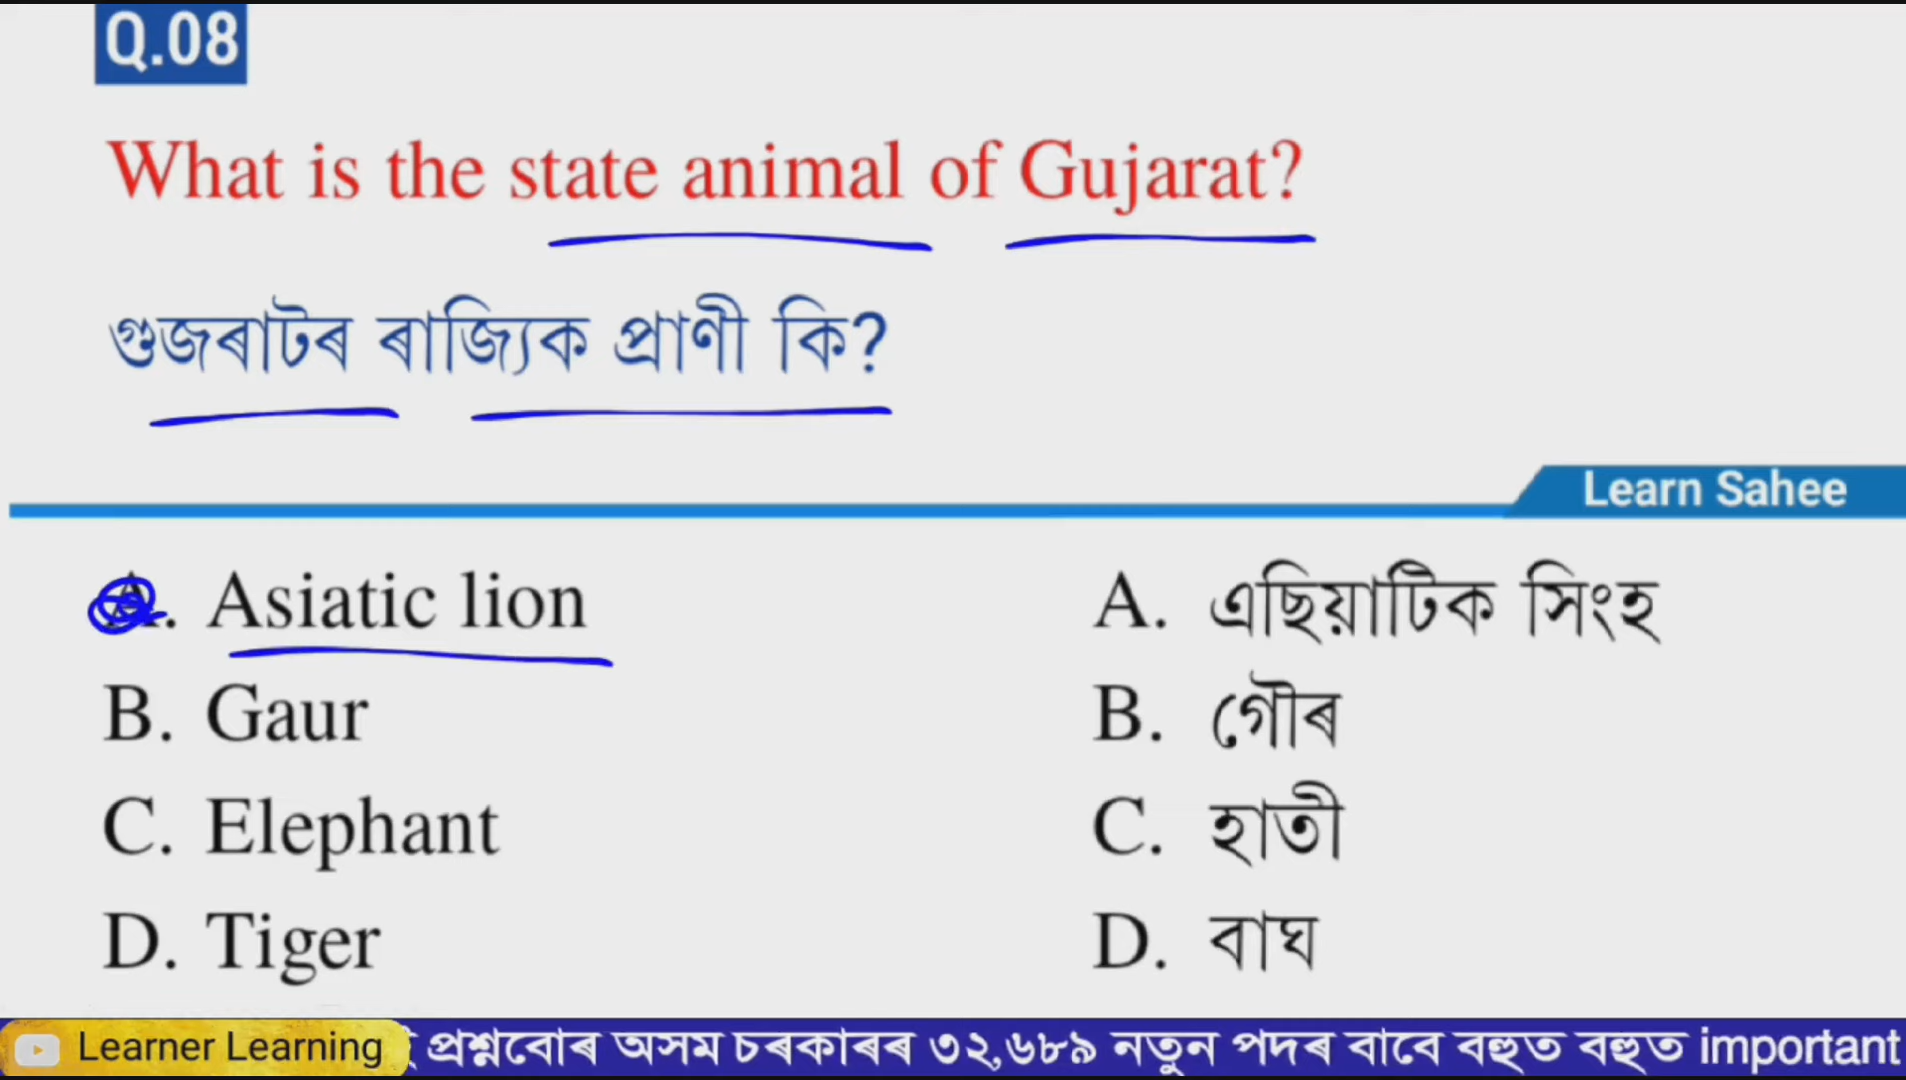 Q.08
What is the state animal of Gujarat?
গুজৰাটৰ ৰাজ্যিক প্ৰাণী কি?
Learn Sahee
A. Asiatic lion
A. এছিয়াটিক সিংহ
B. Gaur
B. গৌৰ
C. Elephant
C. হাতী
D. Tiger
D. বাঘ
Learner Learning
প্ৰশ্নবোৰ অসম চৰকাৰৰ ৩২,৬৮৯ নতুন পদৰ বাবে বহুত বহুত important